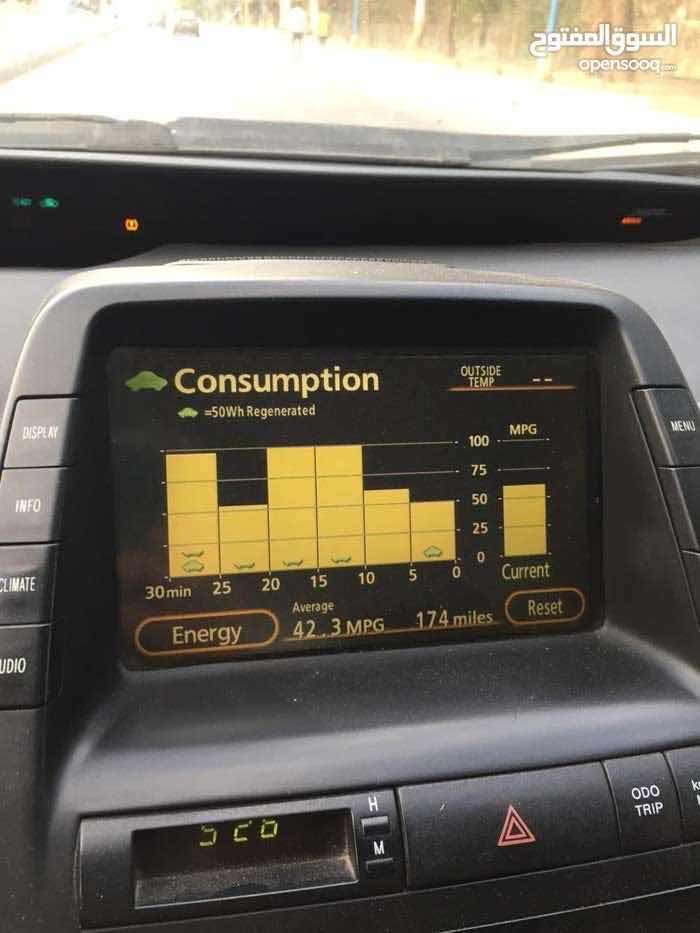 السوق المفتوح
opensooq.com
Consumption
OUTSIDE
TEMP --
=50Wh Regenerated
MPG
100
75
50
25
0
30min 25 20 15 10 5 0
Current
Energy
Average
42.3 MPG
174 miles
Reset
DISPLAY
INFO
CLIMATE
AUDIO
MENU
H
M
ODO
TRIP